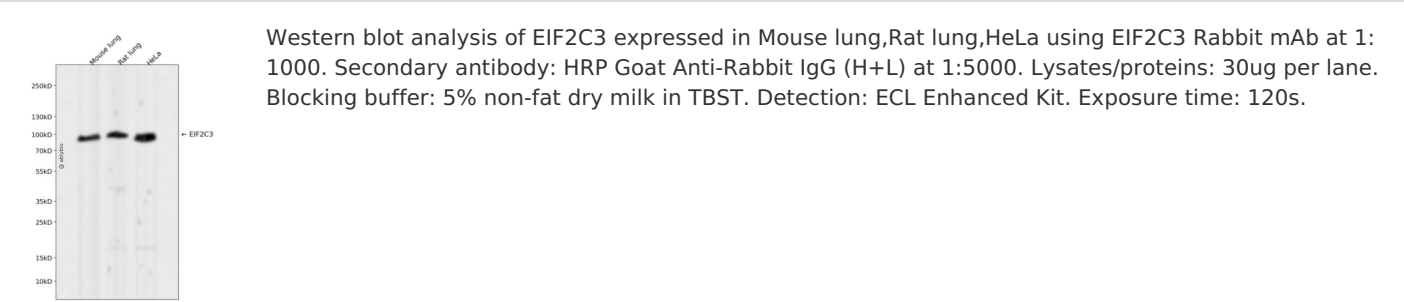 Mouse lung
Rat lung
HeLa
250kD
130kD
100kD
70kD
55kD
35kD
25kD
15kD
10kD
← EIF2C3
© ablybio
Western blot analysis of EIF2C3 expressed in Mouse lung,Rat lung,HeLa using EIF2C3 Rabbit mAb at 1:
1000. Secondary antibody: HRP Goat Anti-Rabbit IgG (H+L) at 1:5000. Lysates/proteins: 30ug per lane.
Blocking buffer: 5% non-fat dry milk in TBST. Detection: ECL Enhanced Kit. Exposure time: 120s.